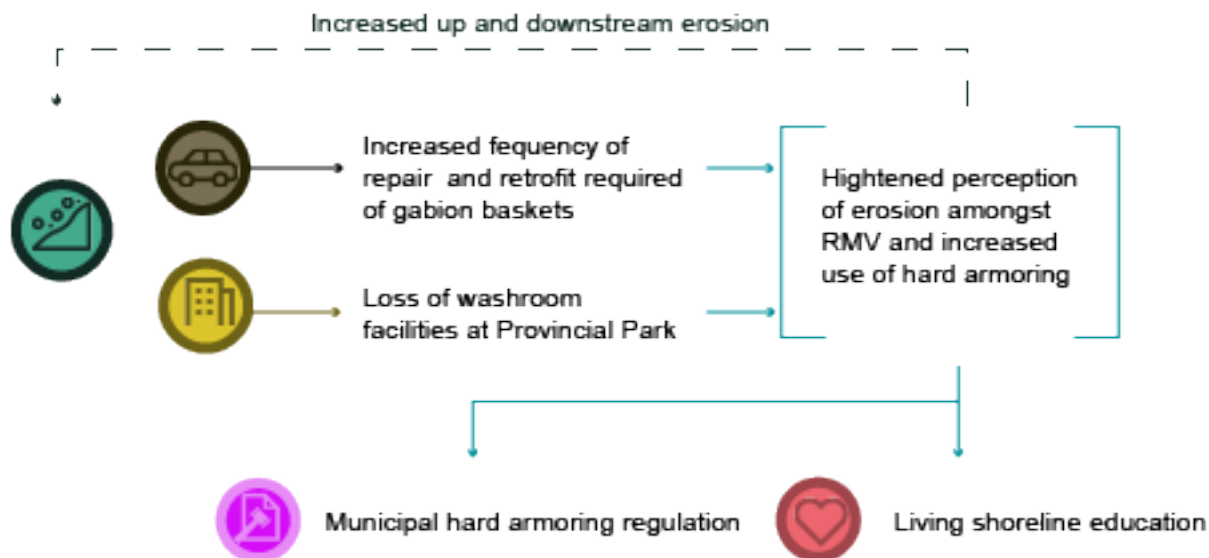 Increased up and downstream erosion
Increased fequency of
repair and retrofit required
of gabion baskets
Hightened perception
of erosion amongst
RMV and increased
use of hard armoring
Loss of washroom
facilities at Provincial Park
Municipal hard armoring regulation
Living shoreline education